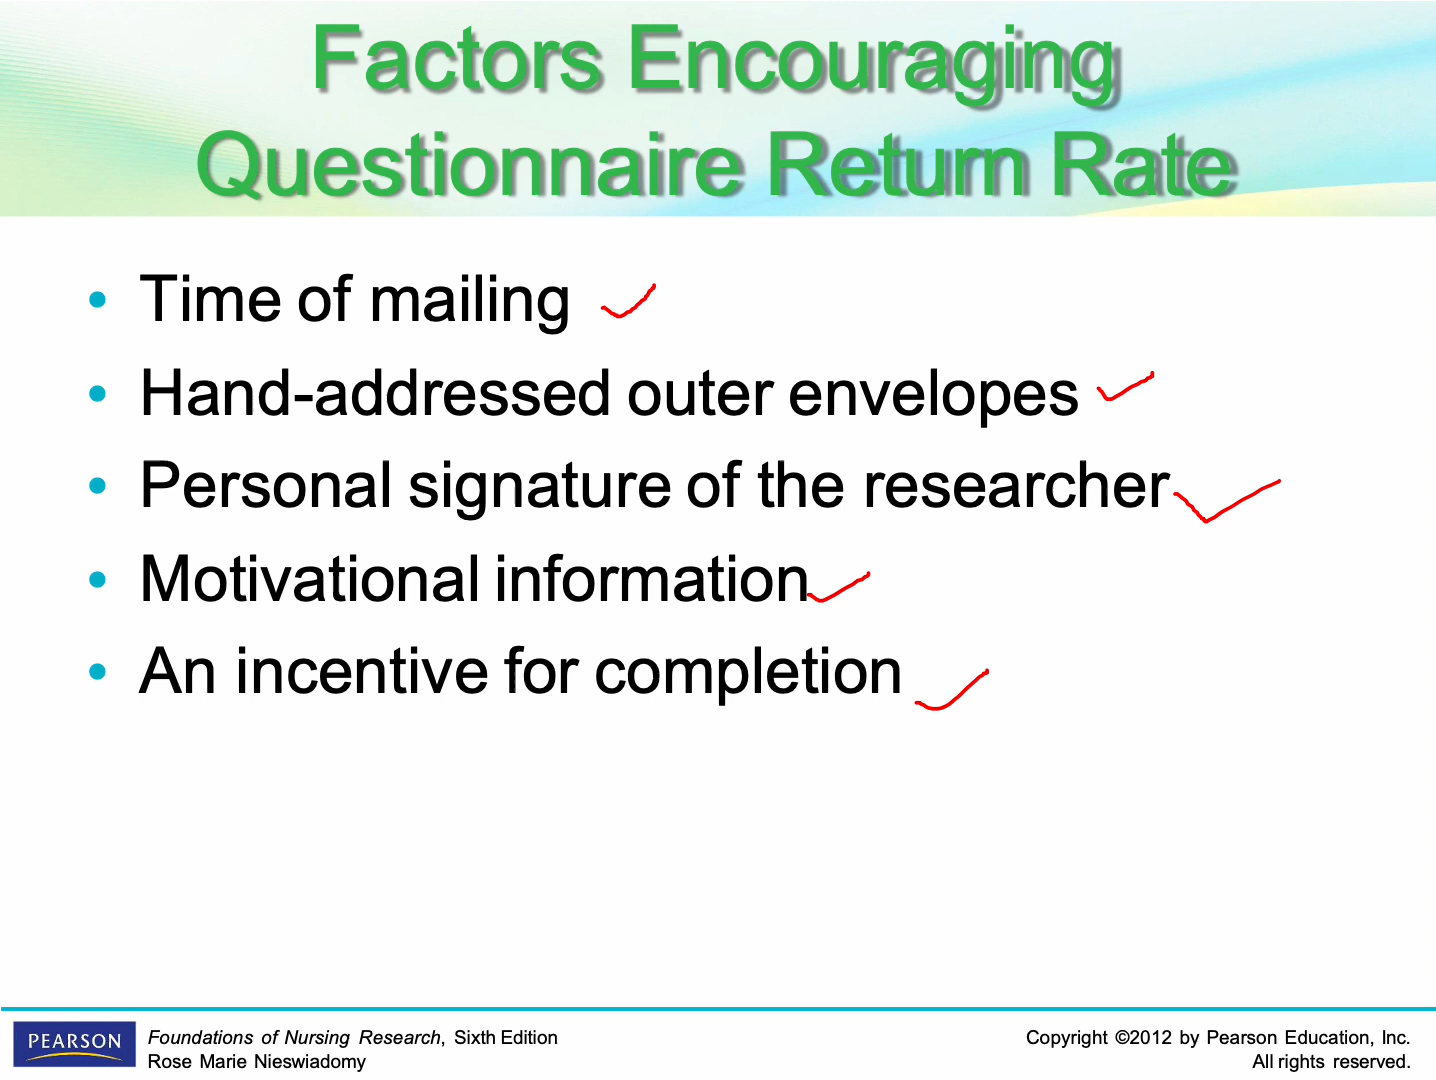 Factors Encouraging
Questionnaire Return Rate
• Time of mailing
• Hand-addressed outer envelopes
• Personal signature of the researcher
• Motivational information
• An incentive for completion
PEARSON
Foundations of Nursing Research, Sixth Edition
Rose Marie Nieswiadomy
Copyright ©2012 by Pearson Education, Inc.
All rights reserved.